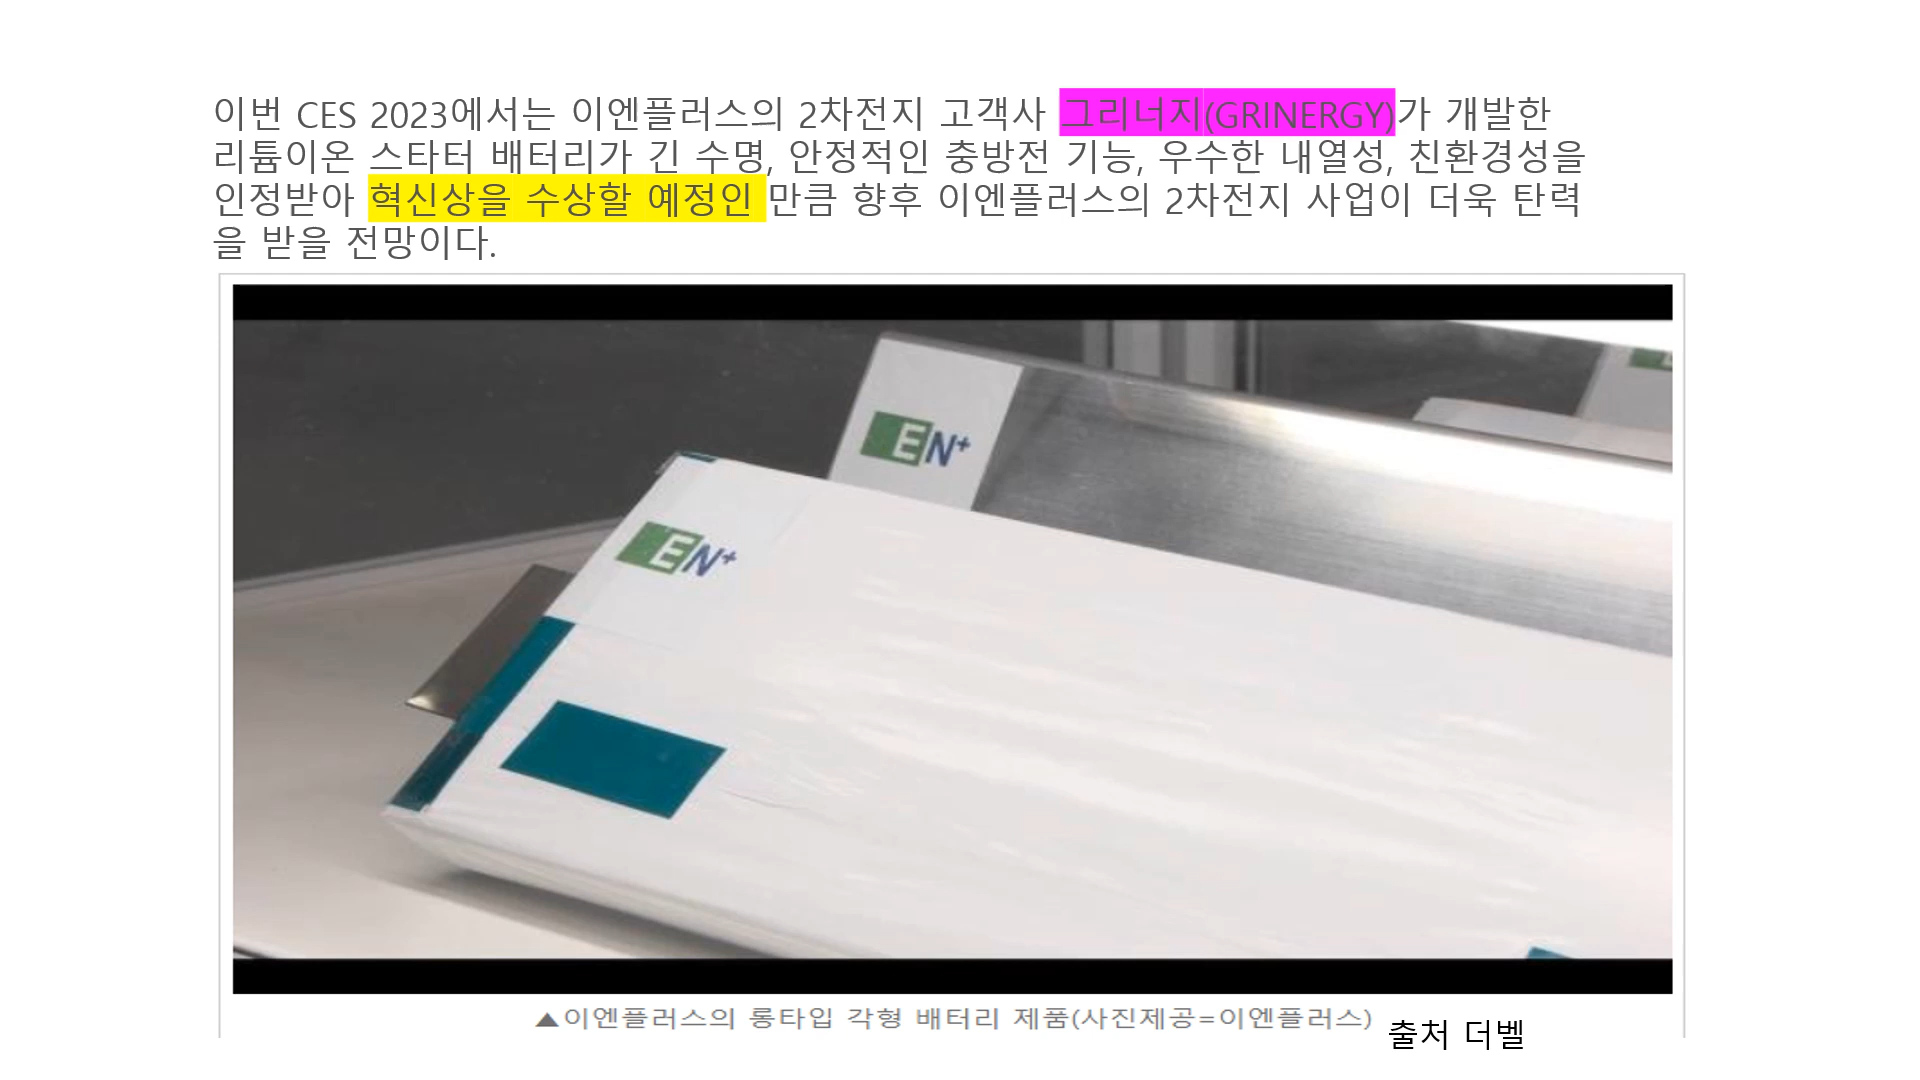 이번 CES 2023에서는 이엔플러스의 2차전지 고객사 그리너지(GRINERGY)가 개발한
리튬이온 스타터 배터리가 긴 수명, 안정적인 충방전 기능, 우수한 내열성, 친환경성을
인정받아 혁신상을 수상할 예정인 만큼 향후 이엔플러스의 2차전지 사업이 더욱 탄력
을 받을 전망이다.
EN+
EN+
▲이엔플러스의 롱타입 각형 배터리 제품(사진제공=이엔플러스)
출처 더벨